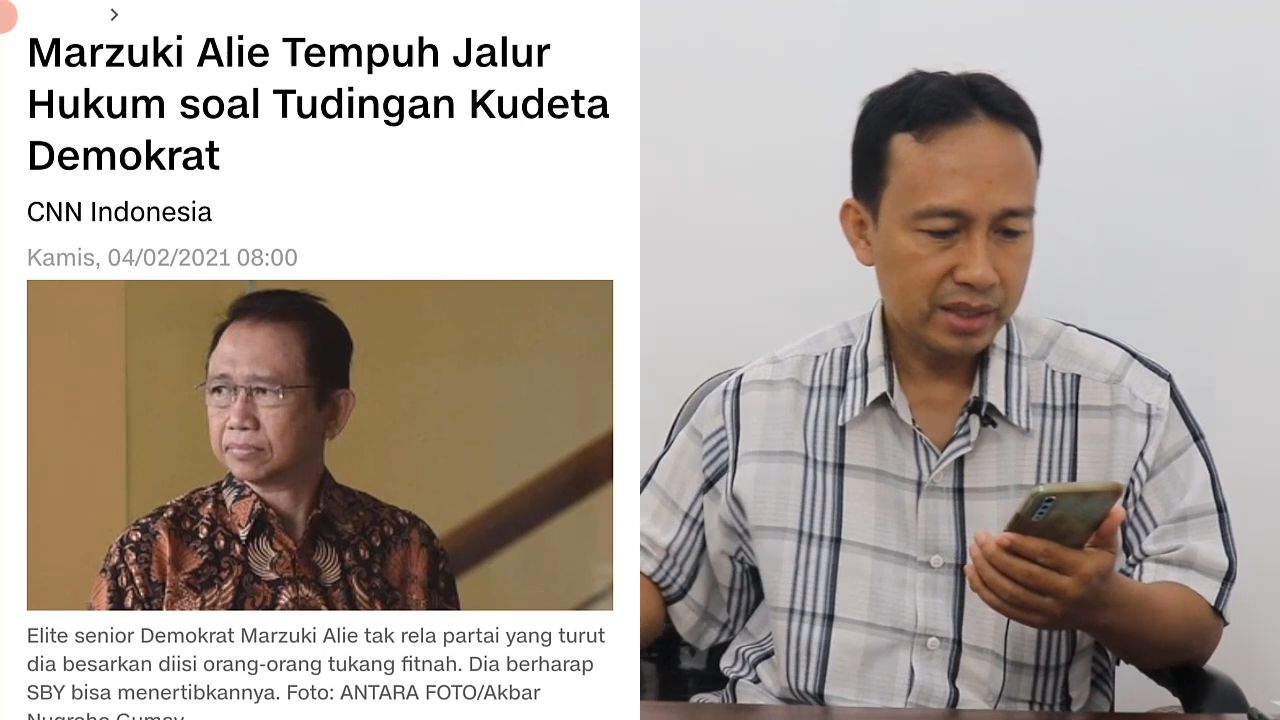 Marzuki Alie Tempuh Jalur
Hukum soal Tudingan Kudeta
Demokrat
CNN Indonesia
Kamis, 04/02/2021 08:00
Elite senior Demokrat Marzuki Alie tak rela partai yang turut
dia besarkan diisi orang-orang tukang fitnah. Dia berharap
SBY bisa menertibkannya. Foto: ANTARA FOTO/Akbar